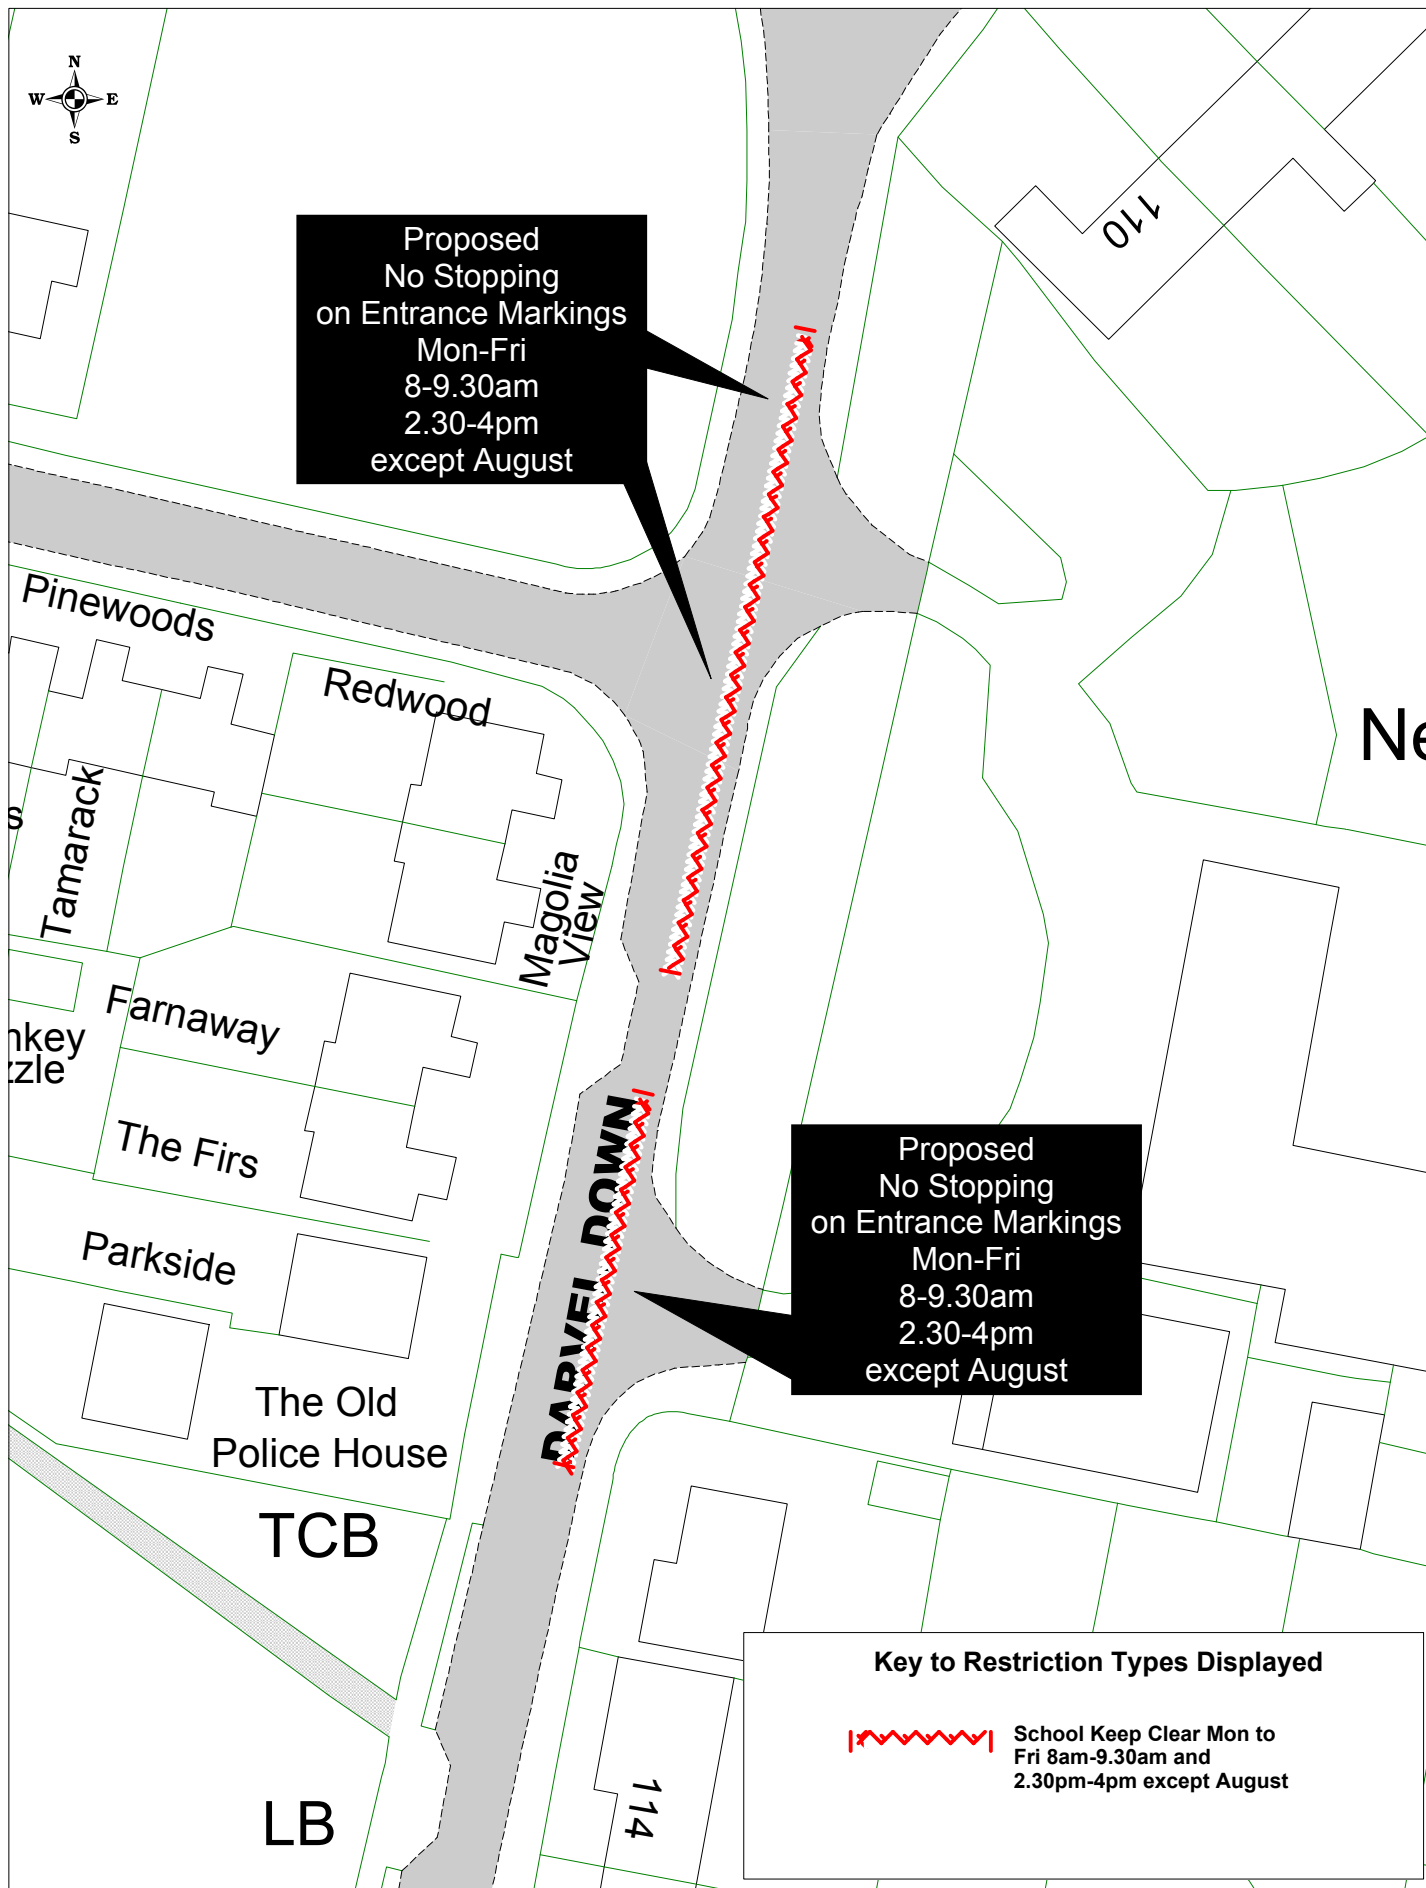 N
W E
S
110
Proposed
No Stopping
on Entrance Markings
Mon-Fri
8-9.30am
2.30-4pm
except August
Pinewoods
Redwood
Ne
Tamarack
s
Magolia
View
Farnaway
nkey
zzle
The Firs
DARVEL DOWN
Proposed
No Stopping
on Entrance Markings
Mon-Fri
8-9.30am
2.30-4pm
except August
Parkside
The Old
Police House
TCB
LB
114
Key to Restriction Types Displayed
School Keep Clear Mon to
Fri 8am-9.30am and
2.30pm-4pm except August